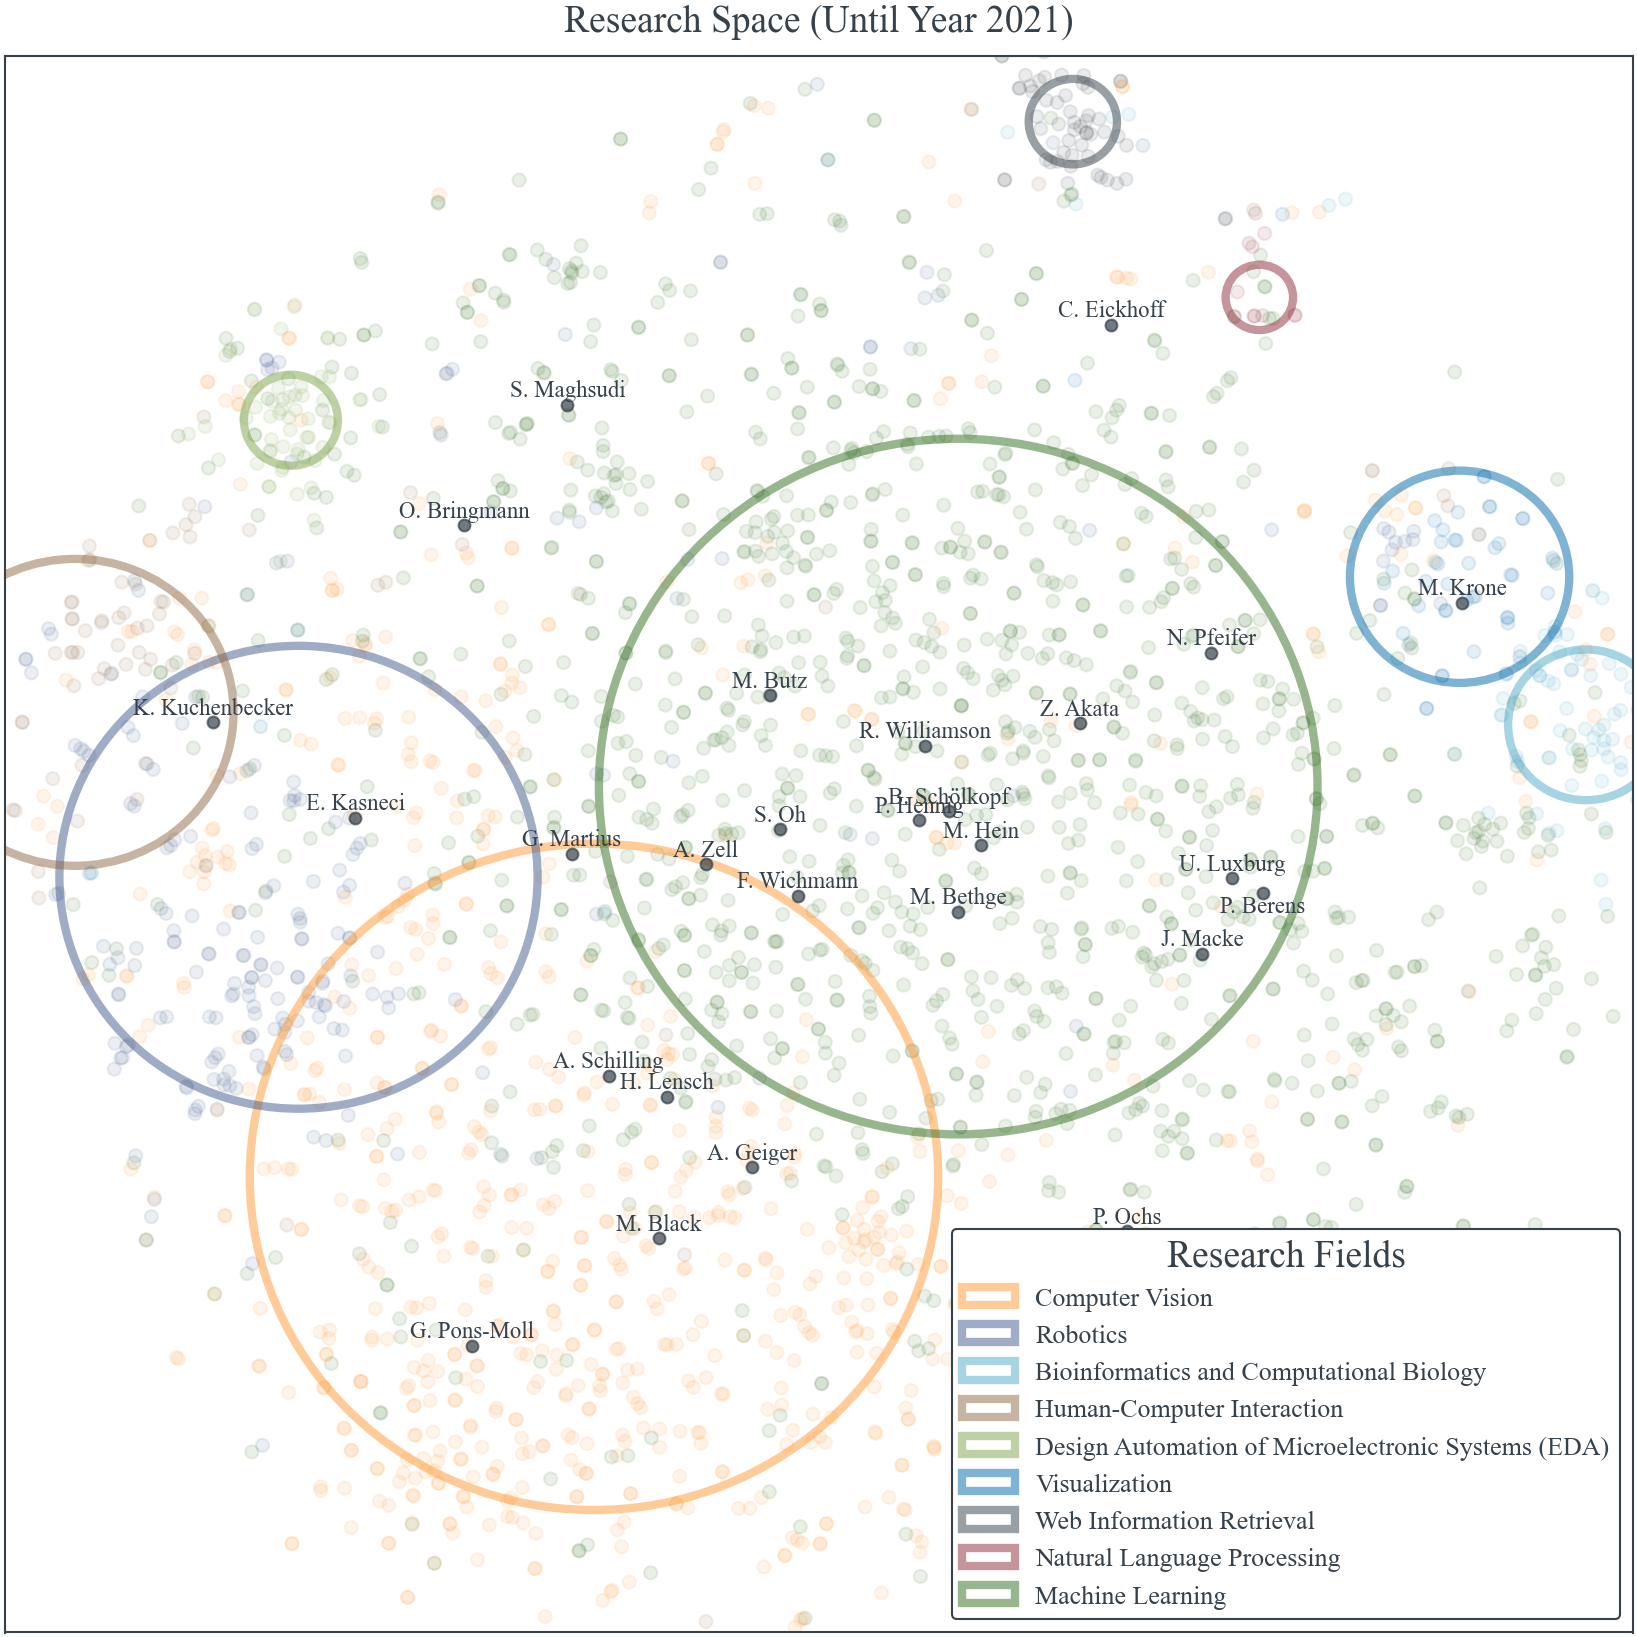 Research Space (Until Year 2021)
C. Eickhoff
S. Maghsudi
O. Bringmann
M. Krone
N. Pfeifer
M. Butz
K. Kuchenbecker
Z. Akata
R. Williamson
E. Kasneci
B. Schölkopf
P. Hennig
S. Oh
M. Hein
G. Martius
A. Zell
U. Luxburg
F. Wichmann
M. Bethge
P. Berens
J. Macke
A. Schilling
H. Lensch
A. Geiger
M. Black
P. Ochs
G. Pons-Moll
Research Fields
Computer Vision
Robotics
Bioinformatics and Computational Biology
Human-Computer Interaction
Design Automation of Microelectronic Systems (EDA)
Visualization
Web Information Retrieval
Natural Language Processing
Machine Learning